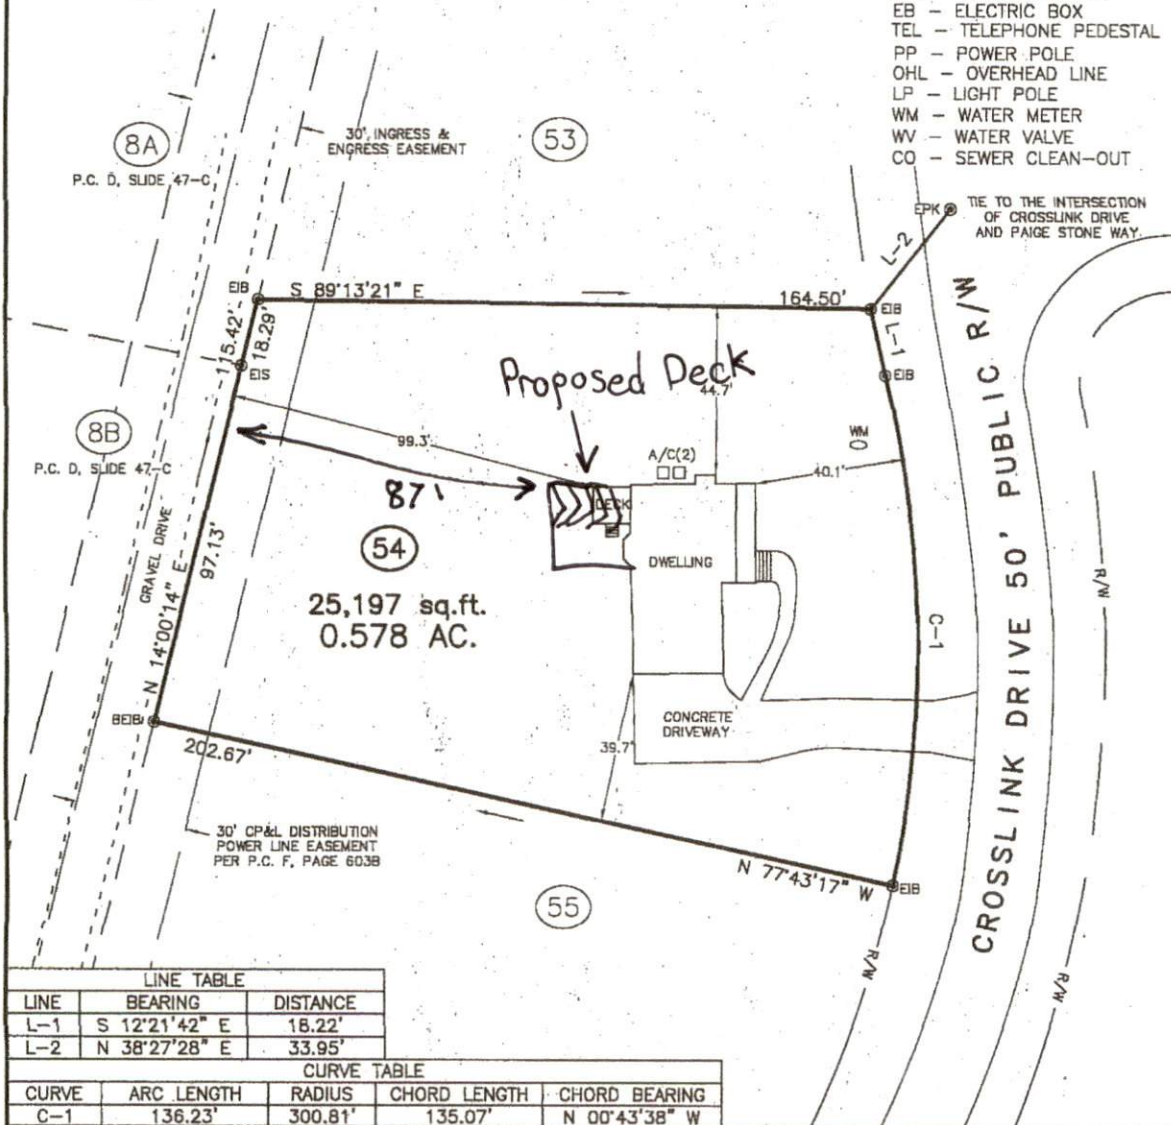 EB – ELECTRIC BOX
TEL – TELEPHONE PEDESTAL
PP – POWER POLE
OHL – OVERHEAD LINE
LP – LIGHT POLE
WM – WATER METER
WV – WATER VALVE
CO – SEWER CLEAN-OUT
8A
P.C. D, SLIDE 47-C
30' INGRESS &
ENGRESS EASEMENT
53
EPK
TIE TO THE INTERSECTION
OF CROSSLINK DRIVE
AND PAIGE STONE WAY.
L-2
EIB
S 89°13'21" E
164.50'
EIB
115.42'
18.29'
EIS
L-1
EIB
Proposed Deck
44.7'
8B
P.C. D, SLIDE 47-C
99.3'
A/C(2)
WM
40.1'
87'
DECK
54
DWELLING
25,197 sq.ft.
0.578 AC.
GRAVEL DRIVE
97.13'
N 14°00'14" E
C-1
CROSSLINK DRIVE 50' PUBLIC R/W
R/W
BEIB
202.67'
39.7'
CONCRETE
DRIVEWAY
30' CP&L DISTRIBUTION
POWER LINE EASEMENT
PER P.C. F, PAGE 603B
N 77°43'17" W
EIB
55
R/W
R/W
LINE TABLE
LINE BEARING DISTANCE
L-1 S 12°21'42" E 18.22'
L-2 N 38°27'28" E 33.95'
CURVE TABLE
CURVE ARC LENGTH RADIUS CHORD LENGTH CHORD BEARING
C-1 136.23' 300.81' 135.07' N 00°43'38" W